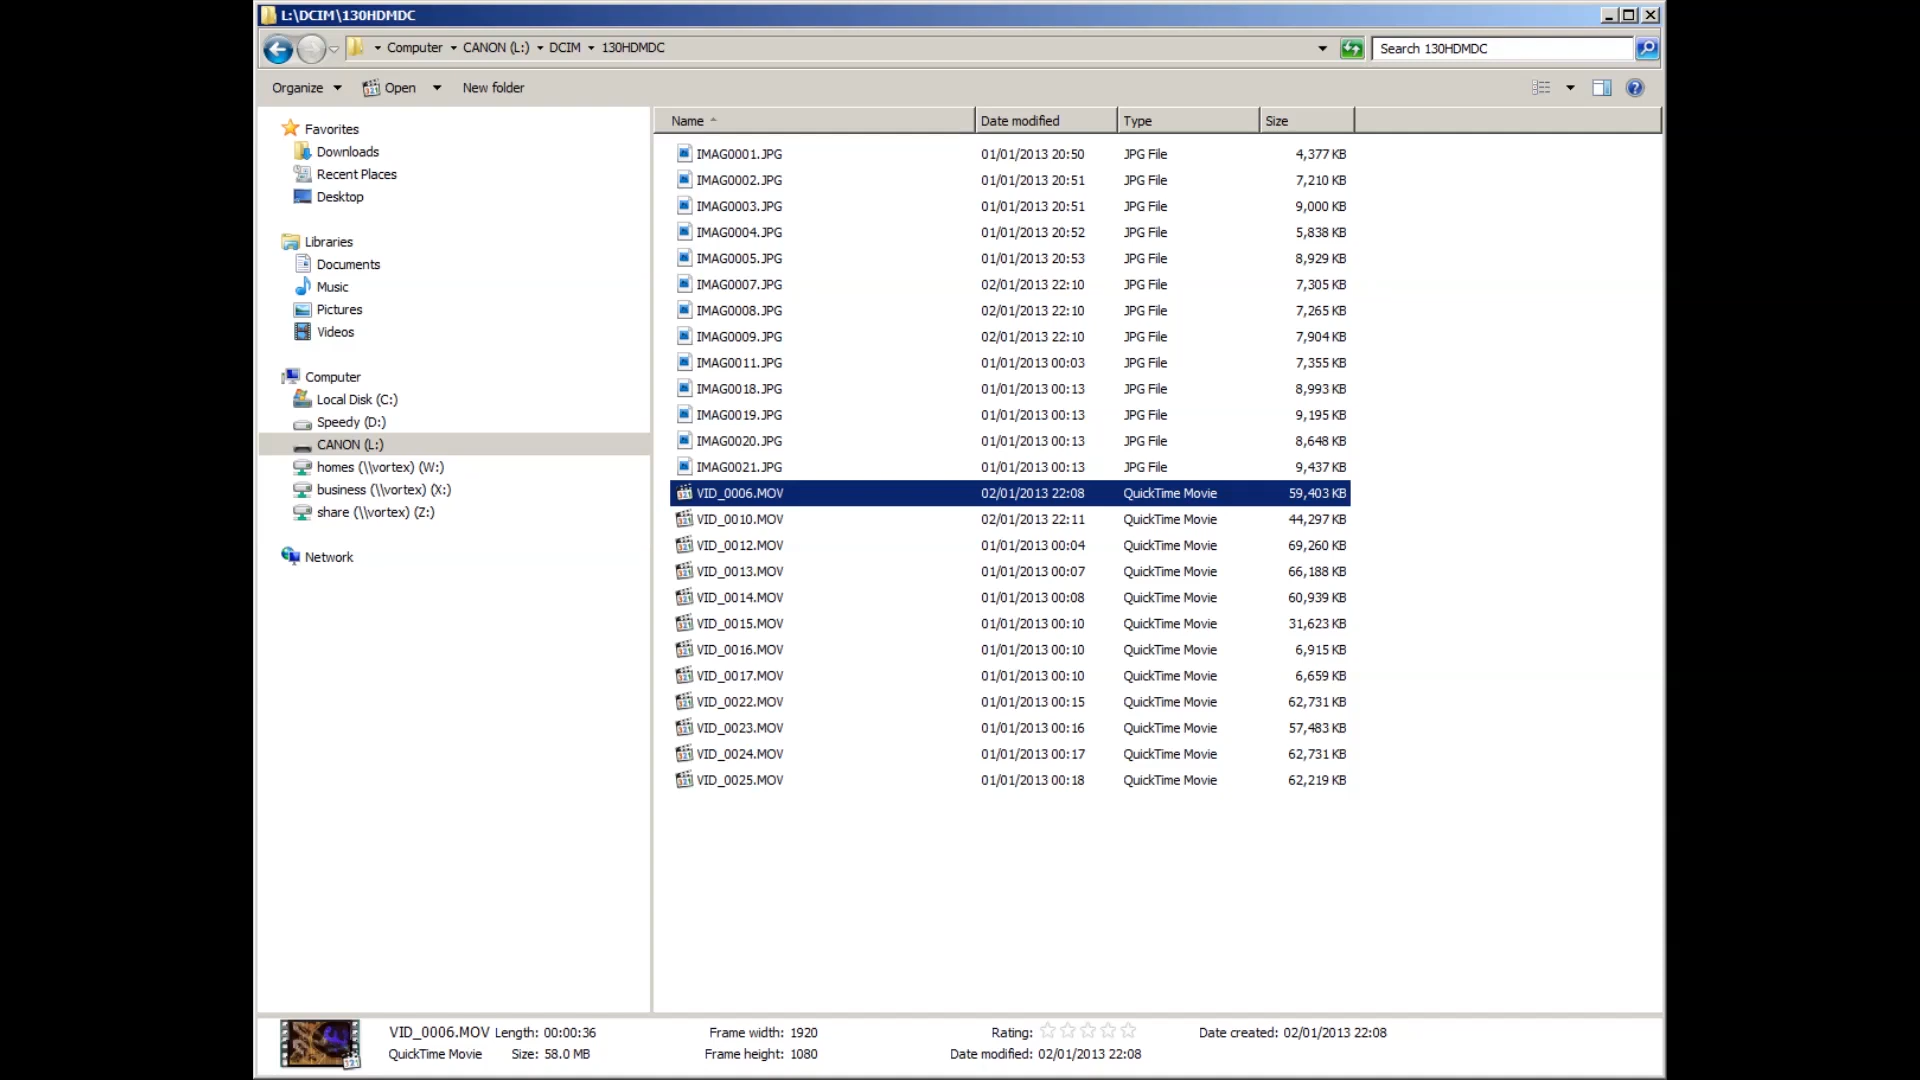 L:\DCIM\130HDMDC
Computer CANON (L:) DCIM 130HDMDC
Search 130HDMDC
Organize Open New folder
Favorites
Downloads
Recent Places
Desktop
Libraries
Documents
Music
Pictures
Videos
Computer
Local Disk (C:)
Speedy (D:)
CANON (L:)
homes (\\vortex) (W:)
business (\\vortex) (X:)
share (\\vortex) (Z:)
Network
Name Date modified Type Size
IMAG0001.JPG 01/01/2013 20:50 JPG File 4,377 KB
IMAG0002.JPG 01/01/2013 20:51 JPG File 7,210 KB
IMAG0003.JPG 01/01/2013 20:51 JPG File 9,000 KB
IMAG0004.JPG 01/01/2013 20:52 JPG File 5,838 KB
IMAG0005.JPG 01/01/2013 20:53 JPG File 8,929 KB
IMAG0007.JPG 02/01/2013 22:10 JPG File 7,305 KB
IMAG0008.JPG 02/01/2013 22:10 JPG File 7,265 KB
IMAG0009.JPG 02/01/2013 22:10 JPG File 7,904 KB
IMAG0011.JPG 01/01/2013 00:03 JPG File 7,355 KB
IMAG0018.JPG 01/01/2013 00:13 JPG File 8,993 KB
IMAG0019.JPG 01/01/2013 00:13 JPG File 9,195 KB
IMAG0020.JPG 01/01/2013 00:13 JPG File 8,648 KB
IMAG0021.JPG 01/01/2013 00:13 JPG File 9,437 KB
VID_0006.MOV 02/01/2013 22:08 QuickTime Movie 59,403 KB
VID_0010.MOV 02/01/2013 22:11 QuickTime Movie 44,297 KB
VID_0012.MOV 01/01/2013 00:04 QuickTime Movie 69,260 KB
VID_0013.MOV 01/01/2013 00:07 QuickTime Movie 66,188 KB
VID_0014.MOV 01/01/2013 00:08 QuickTime Movie 60,939 KB
VID_0015.MOV 01/01/2013 00:10 QuickTime Movie 31,623 KB
VID_0016.MOV 01/01/2013 00:10 QuickTime Movie 6,915 KB
VID_0017.MOV 01/01/2013 00:10 QuickTime Movie 6,659 KB
VID_0022.MOV 01/01/2013 00:15 QuickTime Movie 62,731 KB
VID_0023.MOV 01/01/2013 00:16 QuickTime Movie 57,483 KB
VID_0024.MOV 01/01/2013 00:17 QuickTime Movie 62,731 KB
VID_0025.MOV 01/01/2013 00:18 QuickTime Movie 62,219 KB
VID_0006.MOV Length: 00:00:36 Frame width: 1920 Rating: Date created: 02/01/2013 22:08
QuickTime Movie Size: 58.0 MB Frame height: 1080 Date modified: 02/01/2013 22:08